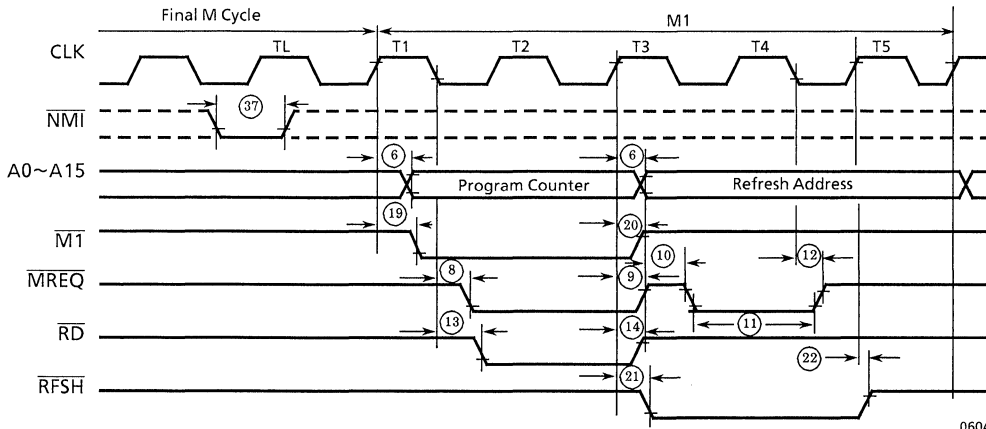 Final M Cycle M1
CLK TL T1 T2 T3 T4 T5
NMI 37
A0~A15 6 Program Counter 6 Refresh Address
M1 19 20
MREQ 8 9 10 11 12
RD 13 14
RFSH 21 22
0604